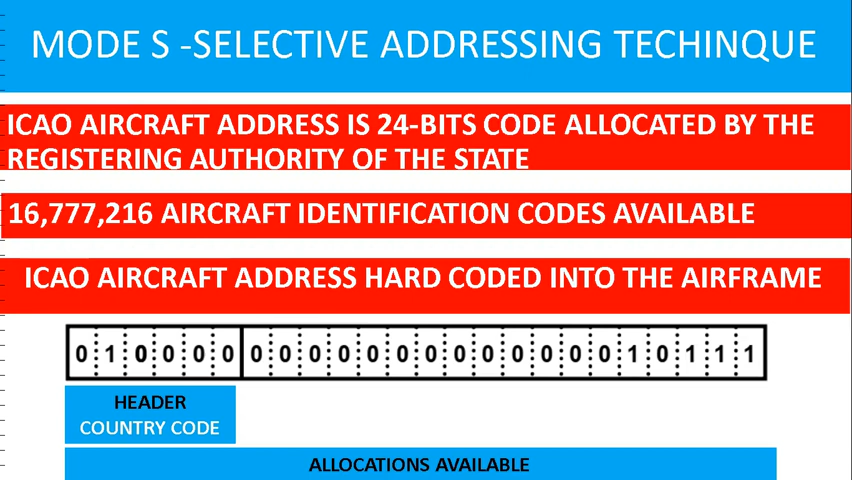 MODE S -SELECTIVE ADDRESSING TECHINQUE
ICAO AIRCRAFT ADDRESS IS 24-BITS CODE ALLOCATED BY THE
REGISTERING AUTHORITY OF THE STATE
16,777,216 AIRCRAFT IDENTIFICATION CODES AVAILABLE
ICAO AIRCRAFT ADDRESS HARD CODED INTO THE AIRFRAME
0 1 0 0 0 0 0 0 0 0 0 0 0 0 0 0 0 0 0 1 0 1 1 1
HEADER
COUNTRY CODE
ALLOCATIONS AVAILABLE